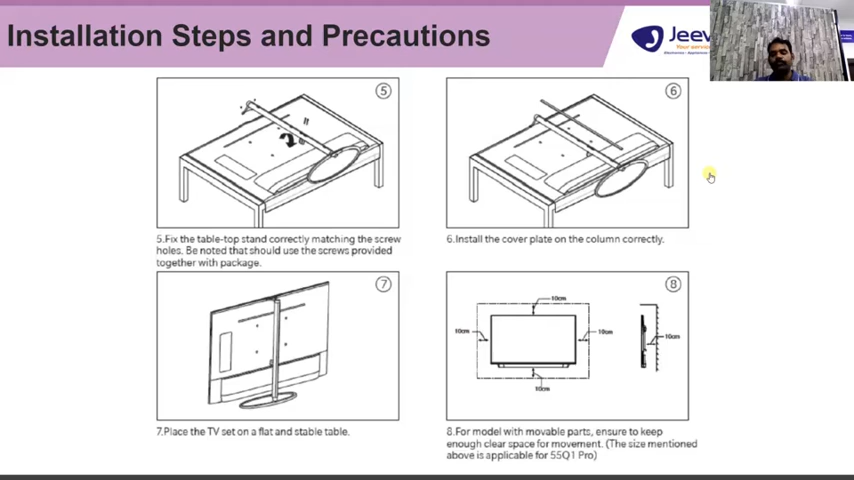 Installation Steps and Precautions
Jeev
Your service
5
6
5.Fix the table-top stand correctly matching the screw
holes. Be noted that should use the screws provided
together with package.
6.Install the cover plate on the column correctly.
7
8
10cm
10cm
10cm
10cm
10cm
7.Place the TV set on a flat and stable table.
8.For model with movable parts, ensure to keep
enough clear space for movement. (The size mentioned
above is applicable for 55Q1 Pro)